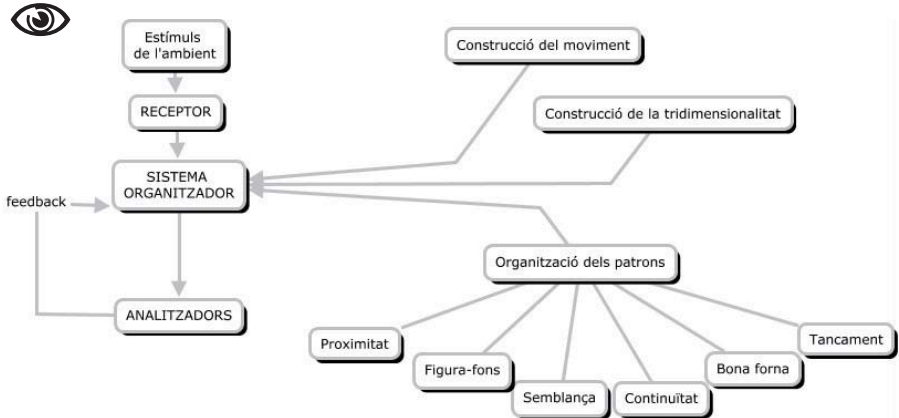 Estímuls
de l'ambient
Construcció del moviment
RECEPTOR
Construcció de la tridimensionalitat
SISTEMA
ORGANITZADOR
feedback
Organització dels patrons
ANALITZADORS
Proximitat
Figura-fons
Semblança
Continuïtat
Bona forna
Tancament